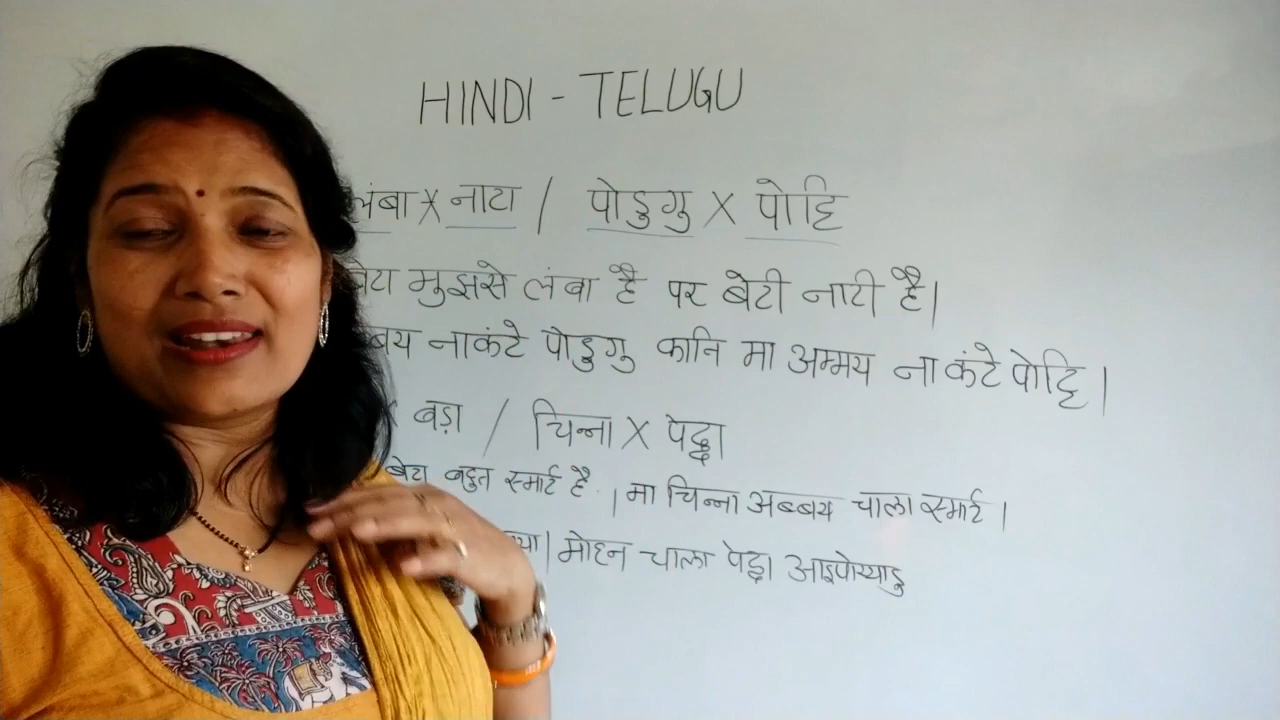 HINDI - TELUGU
लंबा X नाटा / पोडुगु X पोट्टि
बेटा मुझसे लंबा है पर बेटी नाटी है।
नाकंटे पोडुगु कानि मा अम्मय नाकंटे पोट्टि।
बड़ा / चिन्ना X पेद्दा
बेटा बहुत स्मार्ट है। मा चिन्ना अब्बय चाला स्मार्ट।
। मोहन चाला पेद्दा आइपोय्याडु